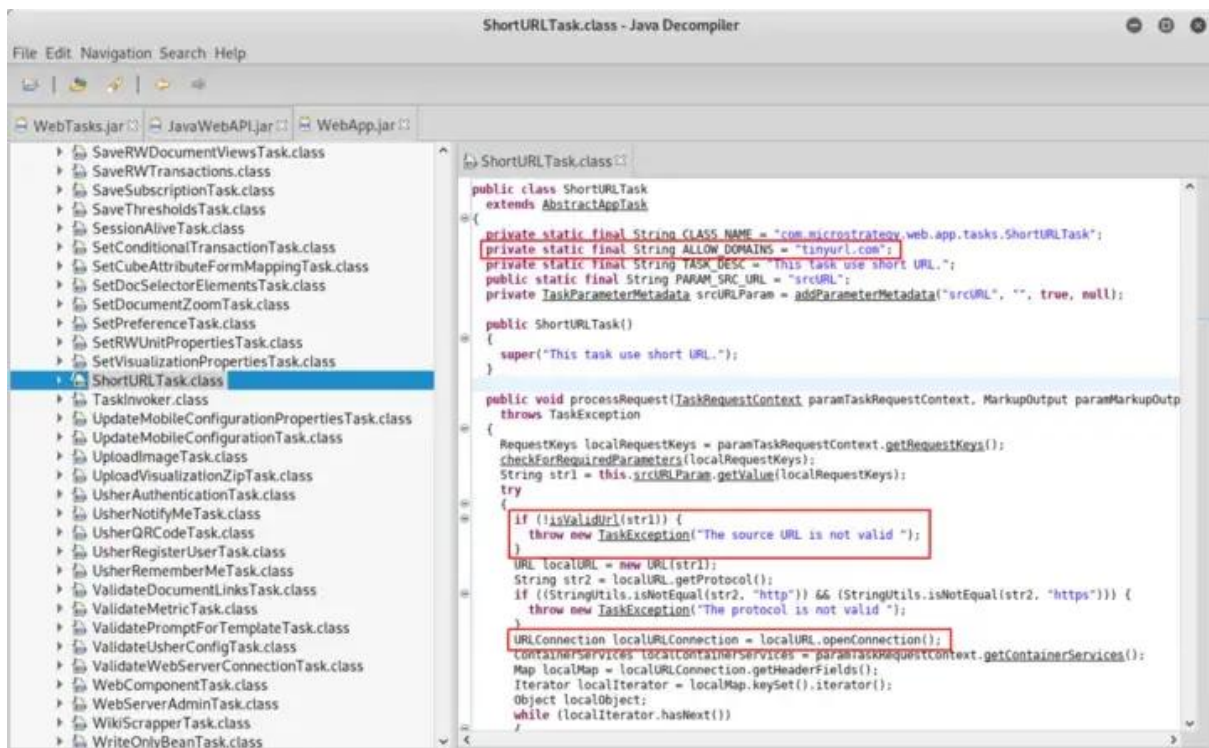 ShortURLTask.class - Java Decompiler
File Edit Navigation Search Help
WebTasks.jar JavaWebAPI.jar WebApp.jar
SaveRWDocumentViewsTask.class
SaveRWTransactions.class
SaveSubscriptionTask.class
SaveThresholdsTask.class
SessionAliveTask.class
SetConditionalTransactionTask.class
SetCubeAttributeFormMappingTask.class
SetDocSelectorElementsTask.class
SetDocumentZoomTask.class
SetPreferenceTask.class
SetRWUnitPropertiesTask.class
SetVisualizationPropertiesTask.class
ShortURLTask.class
TaskInvoker.class
UpdateMobileConfigurationPropertiesTask.class
UpdateMobileConfigurationTask.class
UploadImageTask.class
UploadVisualizationZipTask.class
UsherAuthenticationTask.class
UsherNotifyMeTask.class
UsherQRCodeTask.class
UsherRegisterUserTask.class
UsherRememberMeTask.class
ValidateDocumentLinksTask.class
ValidateMetricTask.class
ValidatePromptForTemplateTask.class
ValidateUsherConfigTask.class
ValidateWebServerConnectionTask.class
WebComponentTask.class
WebServerAdminTask.class
WikiScrapperTask.class
WriteOnlyBeanTask.class
ShortURLTask.class
public class ShortURLTask
extends AbstractAppTask
{
private static final String CLASS_NAME = "com.microstrategy.web.app.tasks.ShortURLTask";
private static final String ALLOW_DOMAINS = "tinyurl.com";
private static final String TASK_DESC = "This task use short URL.";
public static final String PARAM_SRC_URL = "srcURL";
private TaskParameterMetadata srcURLParam = addParameterMetadata("srcURL", "", true, null);
public ShortURLTask()
{
super("This task use short URL.");
}
public void processRequest(TaskRequestContext paramTaskRequestContext, MarkupOutput paramMarkupOutp
throws TaskException
{
RequestKeys localRequestKeys = paramTaskRequestContext.getRequestKeys();
checkForRequiredParameters(localRequestKeys);
String str1 = this.srcURLParam.getValue(localRequestKeys);
try
{
if (!isValidUrl(str1)) {
throw new TaskException("The source URL is not valid ");
}
URL localURL = new URL(str1);
String str2 = localURL.getProtocol();
if ((StringUtils.isNotEqual(str2, "http")) && (StringUtils.isNotEqual(str2, "https"))) {
throw new TaskException("The protocol is not valid ");
}
URLConnection localURLConnection = localURL.openConnection();
ContainerServices localContainerServices = paramTaskRequestContext.getContainerServices();
Map localMap = localURLConnection.getHeaderFields();
Iterator localIterator = localMap.keySet().iterator();
Object localObject;
while (localIterator.hasNext())
{